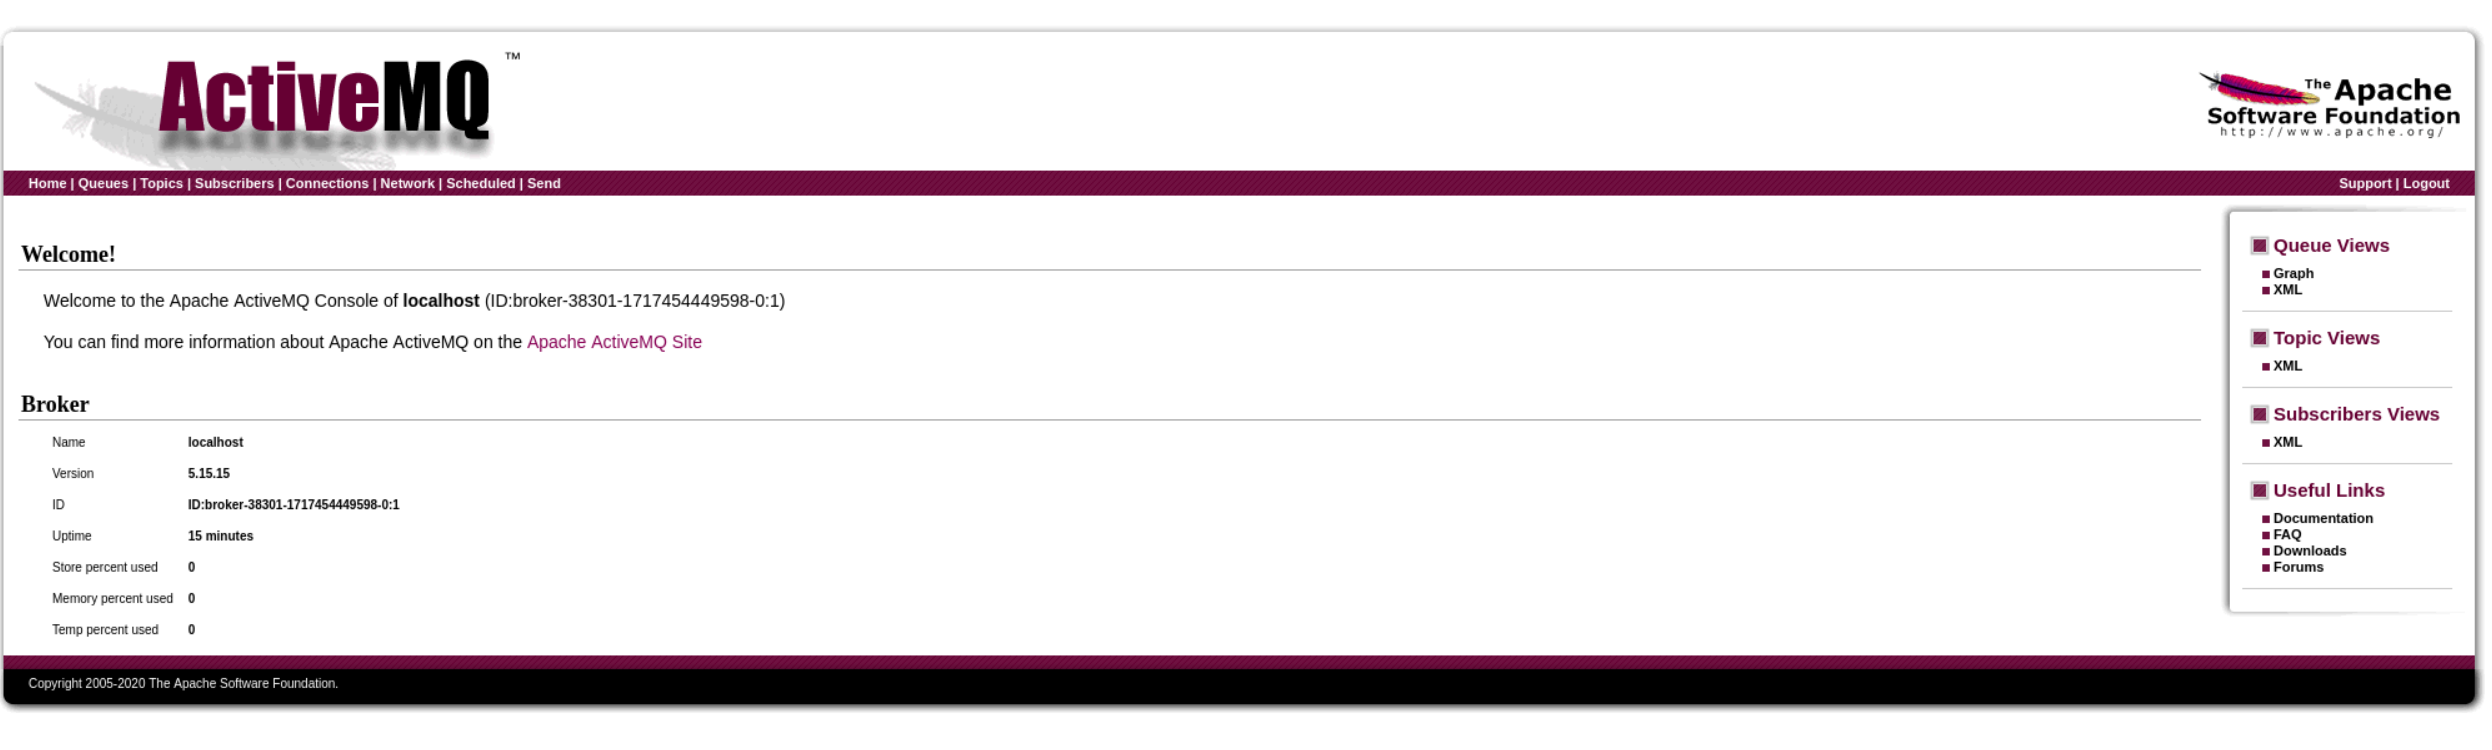 ActiveMQ ™
The Apache
Software Foundation
http://www.apache.org/
Home | Queues | Topics | Subscribers | Connections | Network | Scheduled | Send
Support | Logout
Welcome!
Welcome to the Apache ActiveMQ Console of localhost (ID:broker-38301-1717454449598-0:1)
You can find more information about Apache ActiveMQ on the Apache ActiveMQ Site
Broker
Name localhost
Version 5.15.15
ID ID:broker-38301-1717454449598-0:1
Uptime 15 minutes
Store percent used 0
Memory percent used 0
Temp percent used 0
Queue Views
Graph
XML
Topic Views
XML
Subscribers Views
XML
Useful Links
Documentation
FAQ
Downloads
Forums
Copyright 2005-2020 The Apache Software Foundation.